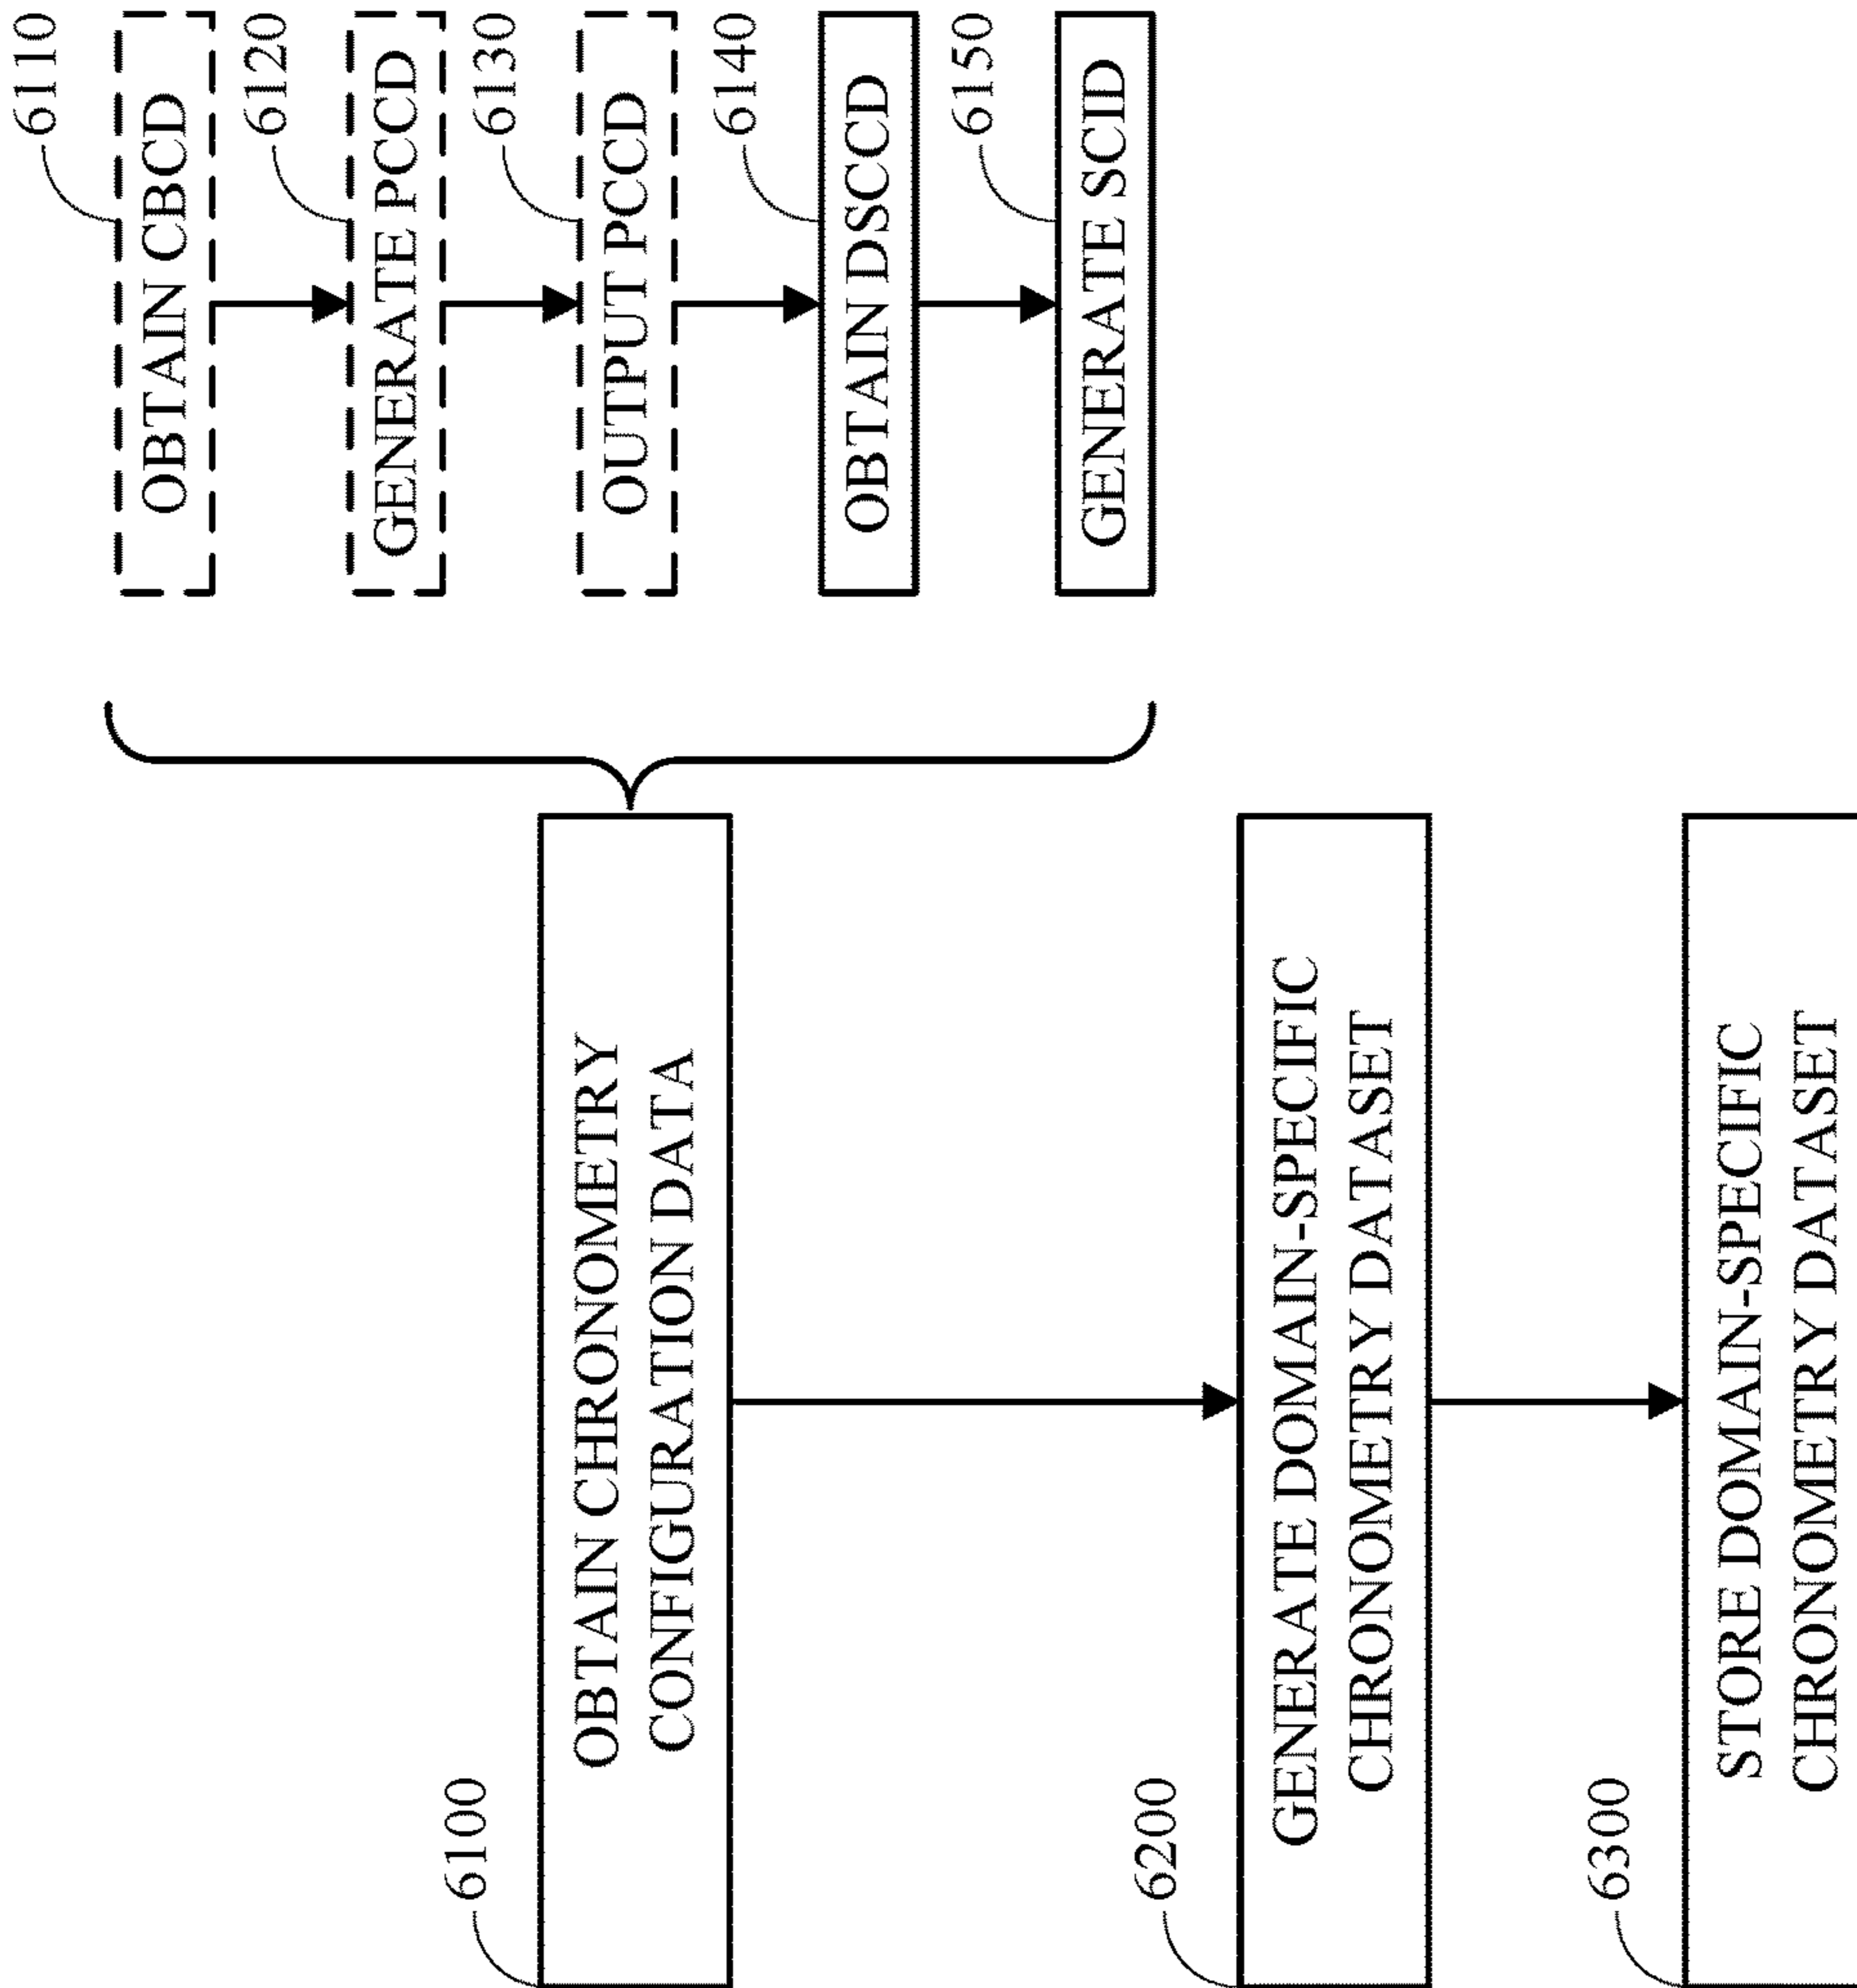 6100
OBTAIN CHRONOMETRY
CONFIGURATION DATA
6110
OBTAIN CBCD
6120
GENERATE PCCD
6130
OUTPUT PCCD
6140
OBTAIN DSCCD
6150
GENERATE SCID
6200
GENERATE DOMAIN-SPECIFIC
CHRONOMETRY DATASET
6300
STORE DOMAIN-SPECIFIC
CHRONOMETRY DATASET